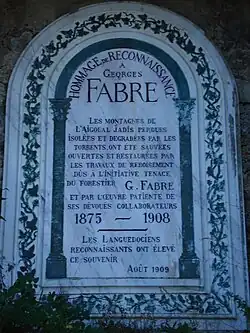 HOMMAGE DE RECONNAISSANCE
A
GEORGES
FABRE
LES MONTAGNES DE
L'AIGOUAL JADIS PERDUES
ISOLÉES ET DÉGRADÉES PAR LES
TORRENTS, ONT ÉTÉ SAUVÉES
OUVERTES ET RESTAURÉES PAR
LES TRAVAUX DE REBOISEMENT
DUS À L'INITIATIVE TENACE
DU FORESTIER G. FABRE
ET PAR L'ŒUVRE PATIENTE DE
SES DÉVOUÉS COLLABORATEURS
1875 — 1908
LES LANGUEDOCIENS
RECONNAISSANTS ONT ÉLEVÉ
CE SOUVENIR
AOÛT 1909